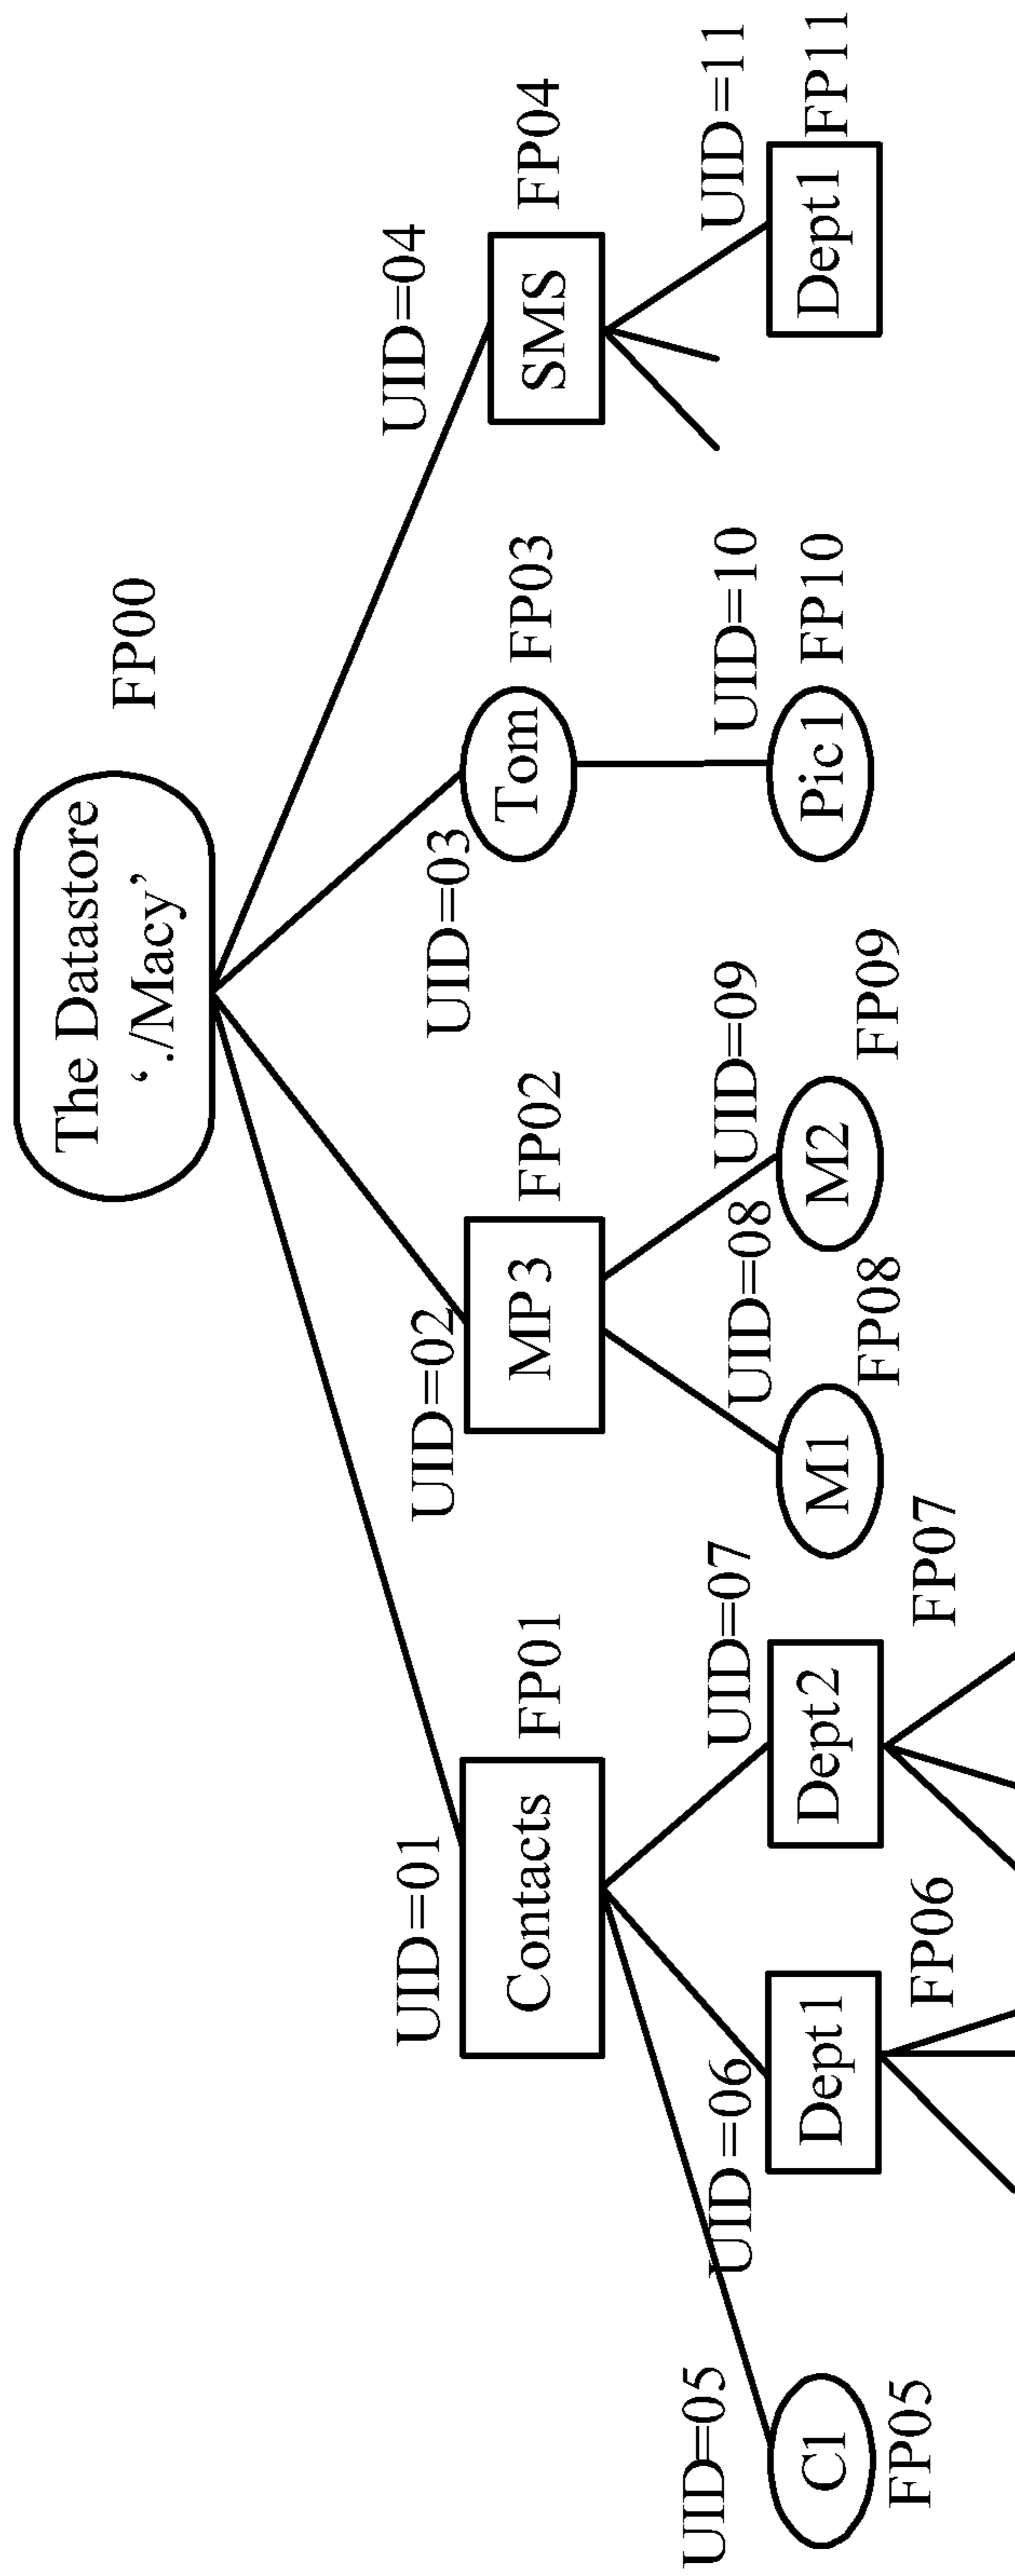 The Datastore
‘./Macy’
FP00
UID=01
UID=02
UID=03
UID=04
Contacts
FP01
MP3
FP02
Tom
FP03
SMS
FP04
UID=05
UID=06
UID=07
UID=08
UID=09
UID=10
UID=11
C1
FP05
Dept1
FP06
Dept2
FP07
M1
FP08
M2
FP09
Pic1
FP10
Dept1
FP11